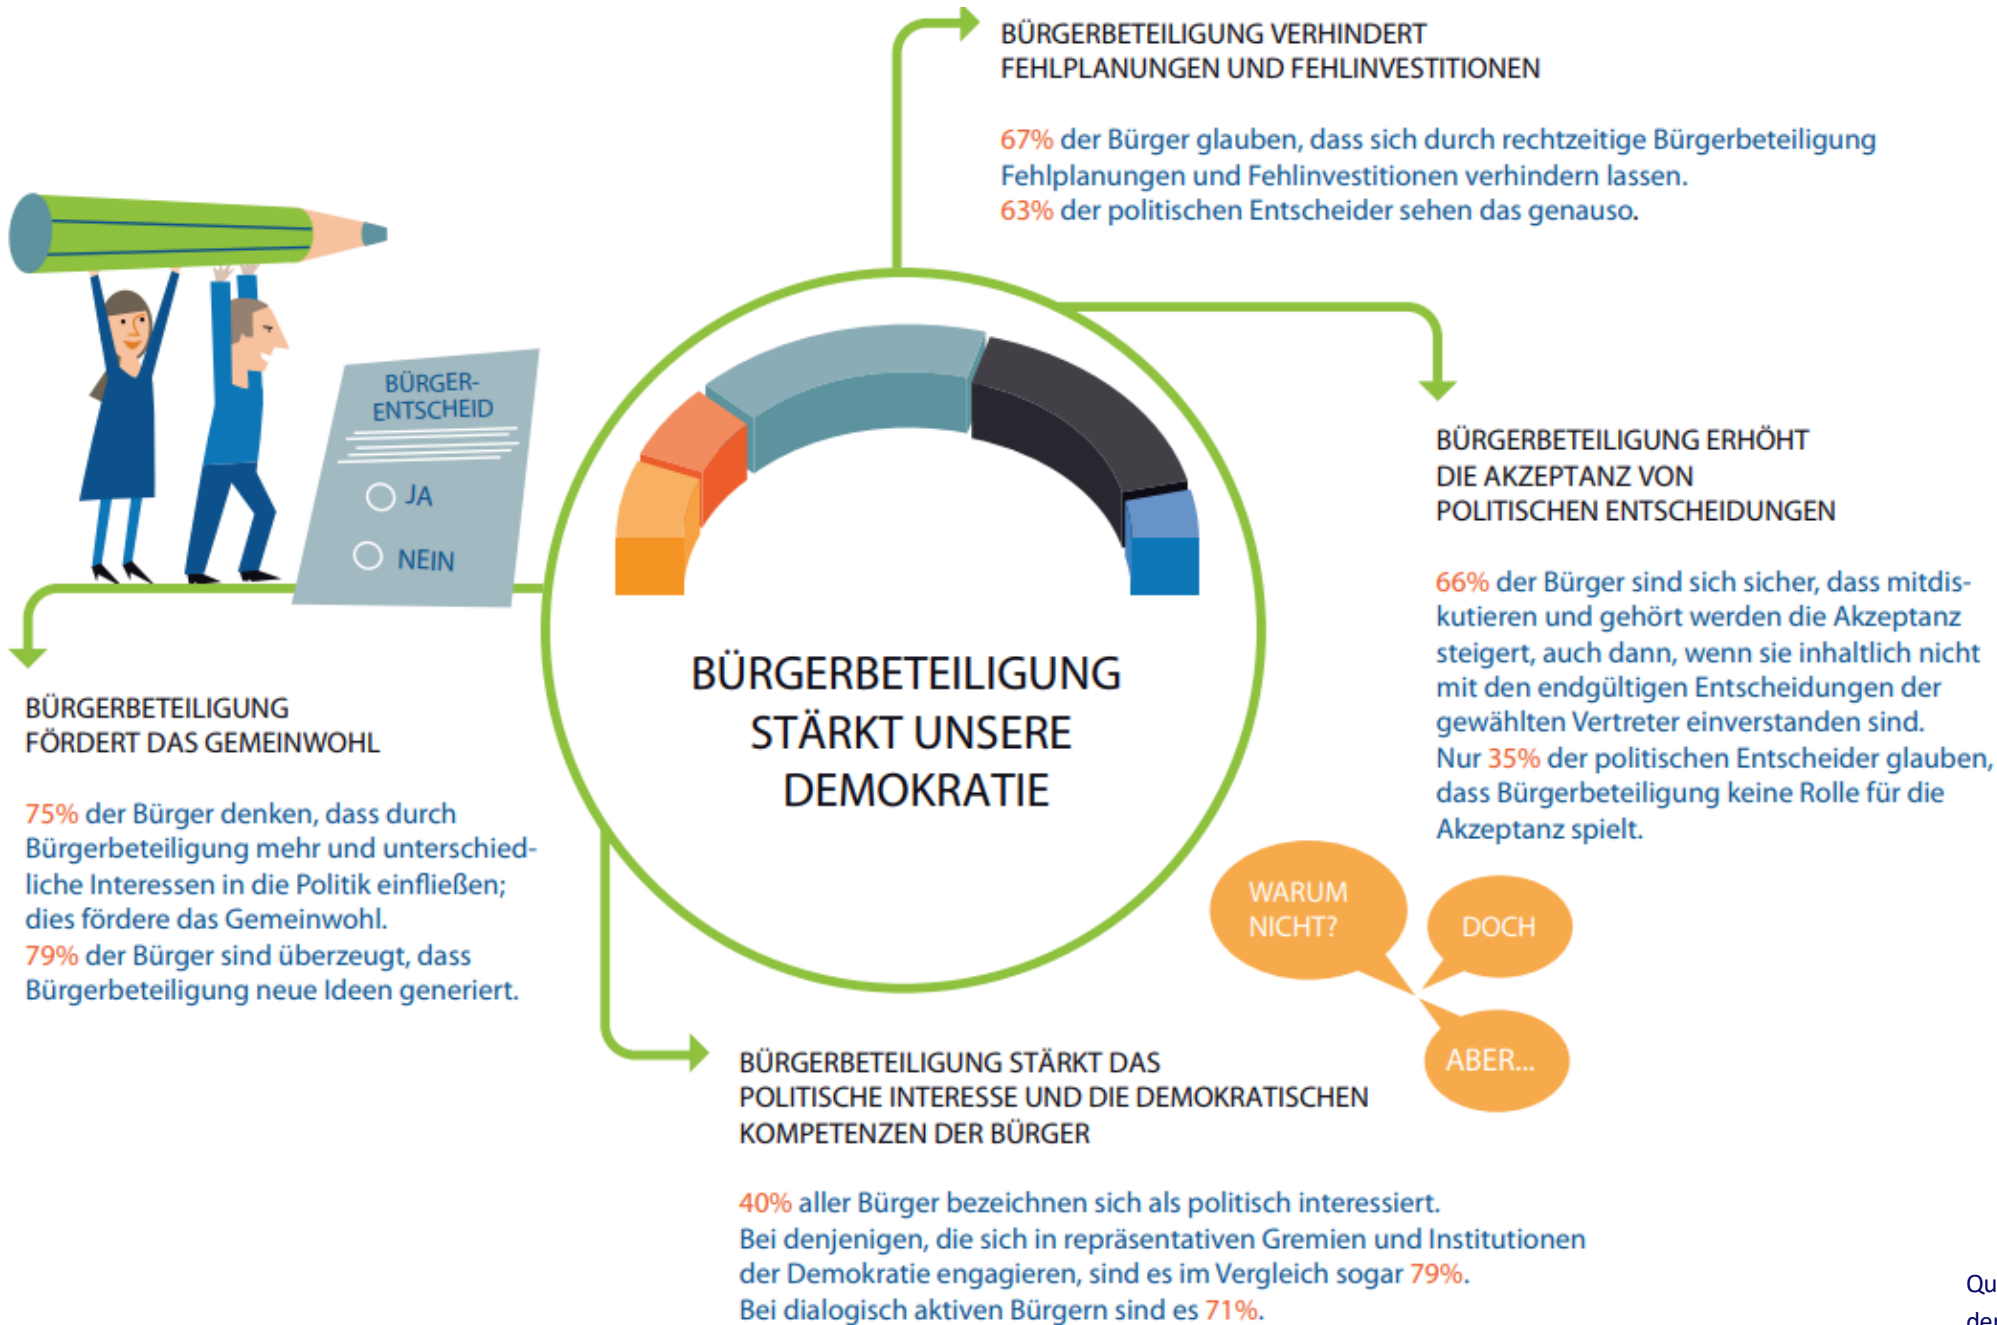 BÜRGERBETEILIGUNG VERHINDERT
FEHLPLANUNGEN UND FEHLINVESTITIONEN
67% der Bürger glauben, dass sich durch rechtzeitige Bürgerbeteiligung
Fehlplanungen und Fehlinvestitionen verhindern lassen.
63% der politischen Entscheider sehen das genauso.
BÜRGER-
ENTSCHEID
JA
NEIN
BÜRGERBETEILIGUNG
STÄRKT UNSERE
DEMOKRATIE
BÜRGERBETEILIGUNG ERHÖHT
DIE AKZEPTANZ VON
POLITISCHEN ENTSCHEIDUNGEN
66% der Bürger sind sich sicher, dass mitdis-
kutieren und gehört werden die Akzeptanz
steigert, auch dann, wenn sie inhaltlich nicht
mit den endgültigen Entscheidungen der
gewählten Vertreter einverstanden sind.
Nur 35% der politischen Entscheider glauben,
dass Bürgerbeteiligung keine Rolle für die
Akzeptanz spielt.
BÜRGERBETEILIGUNG
FÖRDERT DAS GEMEINWOHL
75% der Bürger denken, dass durch
Bürgerbeteiligung mehr und unterschied-
liche Interessen in die Politik einfließen;
dies fördere das Gemeinwohl.
79% der Bürger sind überzeugt, dass
Bürgerbeteiligung neue Ideen generiert.
WARUM
NICHT?
DOCH
ABER...
BÜRGERBETEILIGUNG STÄRKT DAS
POLITISCHE INTERESSE UND DIE DEMOKRATISCHEN
KOMPETENZEN DER BÜRGER
40% aller Bürger bezeichnen sich als politisch interessiert.
Bei denjenigen, die sich in repräsentativen Gremien und Institutionen
der Demokratie engagieren, sind es im Vergleich sogar 79%.
Bei dialogisch aktiven Bürgern sind es 71%.
Qu